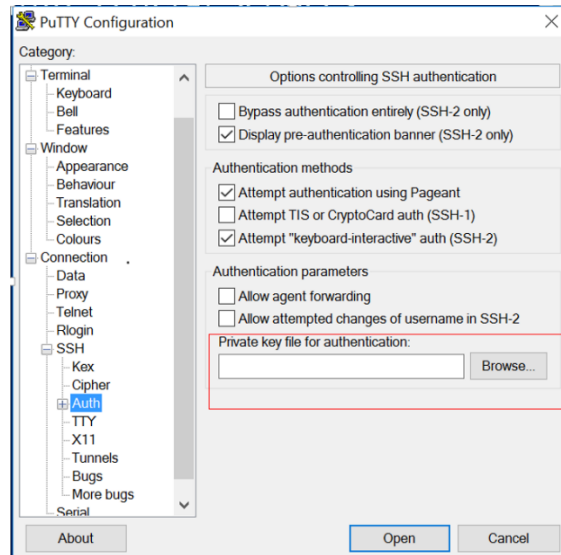 PuTTY Configuration
Category:
Terminal
Keyboard
Bell
Features
Window
Appearance
Behaviour
Translation
Selection
Colours
Connection
Data
Proxy
Telnet
Rlogin
SSH
Kex
Cipher
Auth
TTY
X11
Tunnels
Bugs
More bugs
Serial
Options controlling SSH authentication
Bypass authentication entirely (SSH-2 only)
Display pre-authentication banner (SSH-2 only)
Authentication methods
Attempt authentication using Pageant
Attempt TIS or CryptoCard auth (SSH-1)
Attempt "keyboard-interactive" auth (SSH-2)
Authentication parameters
Allow agent forwarding
Allow attempted changes of username in SSH-2
Private key file for authentication:
Browse...
About
Open
Cancel